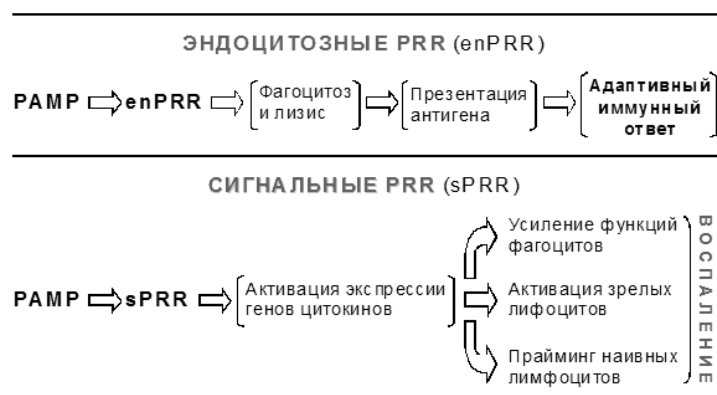 ЭНДОЦИТОЗНЫЕ PRR (enPRR)
PAMP enPRR Фагоцитоз и лизис Презентация антигена Адаптивный иммунный ответ
СИГНАЛЬНЫЕ PRR (sPRR)
PAMP sPRR Активация экспрессии генов цитокинов
Усиление функций
фагоцитов
Активация зрелых
лифоцитов
Прайминг наивных
лимфоцитов
ВОСПАЛЕНИЕ